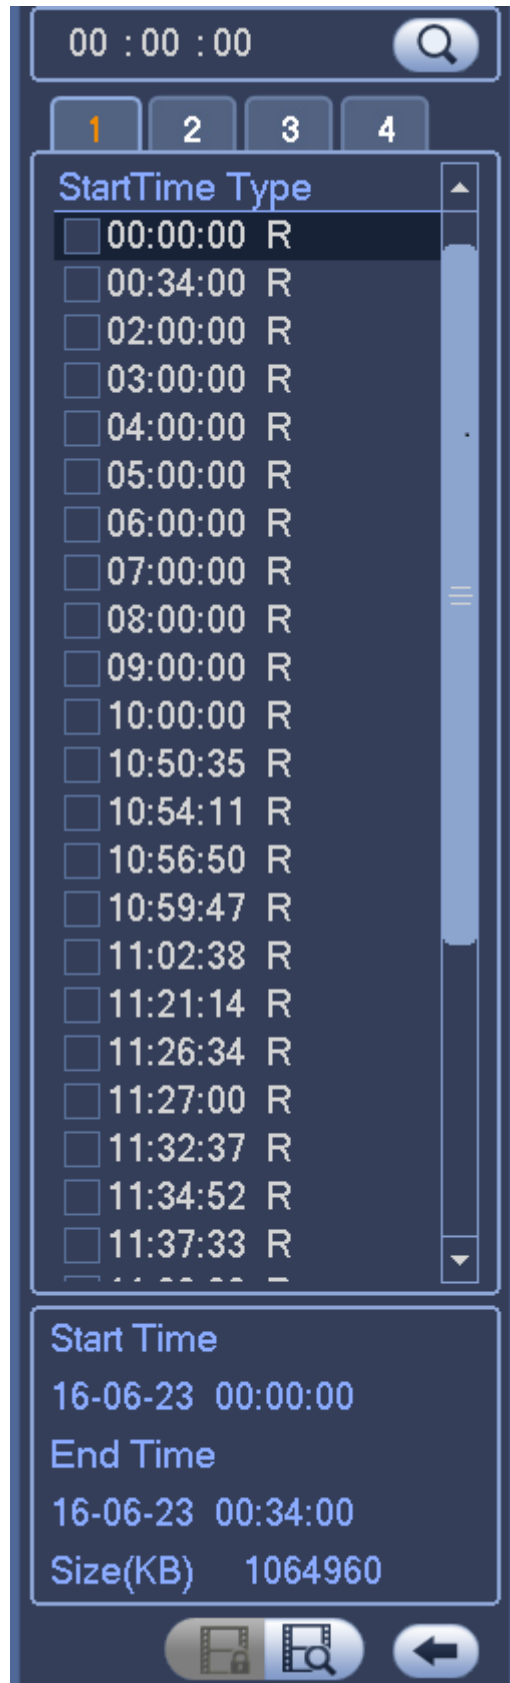 00 : 00 : 00
1 2 3 4
StartTime Type
00:00:00 R
00:34:00 R
02:00:00 R
03:00:00 R
04:00:00 R
05:00:00 R
06:00:00 R
07:00:00 R
08:00:00 R
09:00:00 R
10:00:00 R
10:50:35 R
10:54:11 R
10:56:50 R
10:59:47 R
11:02:38 R
11:21:14 R
11:26:34 R
11:27:00 R
11:32:37 R
11:34:52 R
11:37:33 R
Start Time
16-06-23 00:00:00
End Time
16-06-23 00:34:00
Size(KB) 1064960